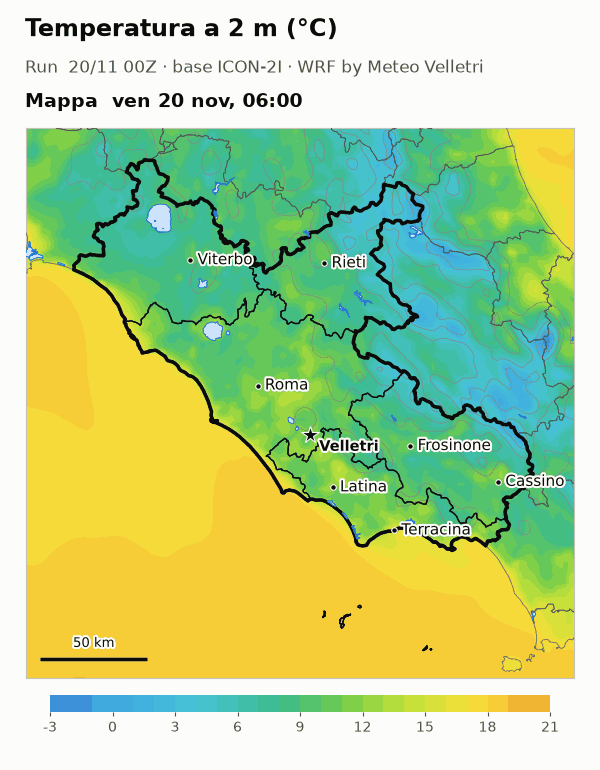 Temperatura a 2 m (°C)
Run  20/11 00Z · base ICON-2I · WRF by Meteo Velletri
Mappa  ven 20 nov, 06:00
Viterbo
Rieti
Roma
Velletri
Frosinone
Latina
Cassino
Terracina
50 km
-3 0 3 6 9 12 15 18 21